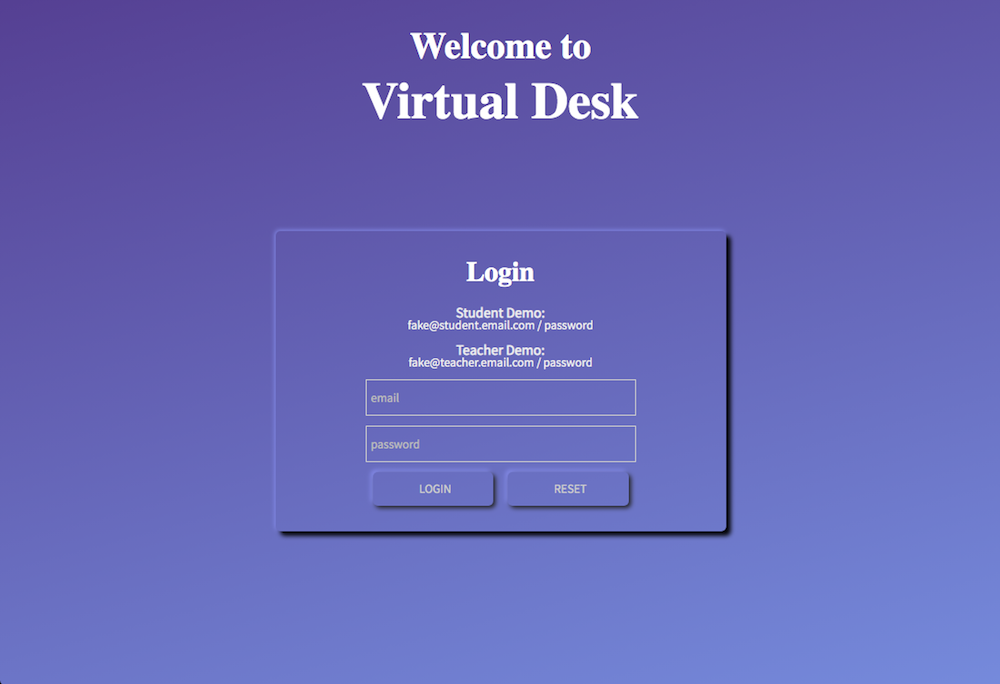 Welcome to
Virtual Desk
Login
Student Demo:
fake@student.email.com / password
Teacher Demo:
fake@teacher.email.com / password
email
password
LOGIN RESET